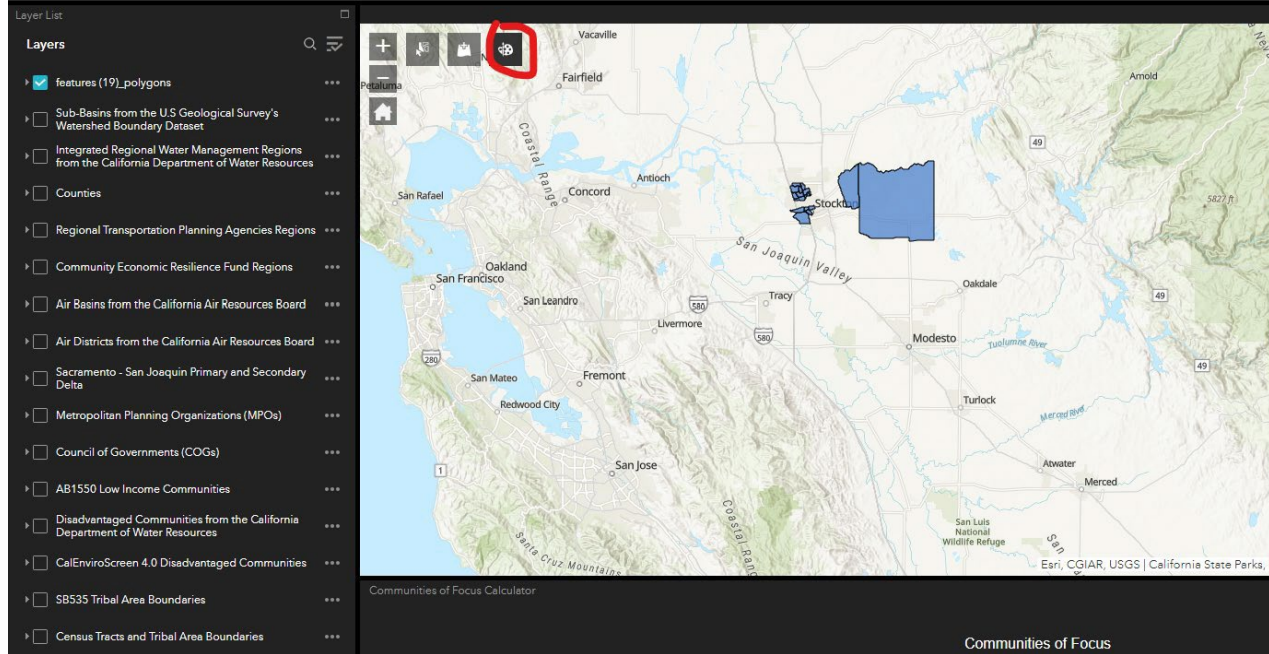 Layer List
Layers
features (19)_polygons
Sub-Basins from the U.S Geological Survey's
Watershed Boundary Dataset
Integrated Regional Water Management Regions
from the California Department of Water Resources
Counties
Regional Transportation Planning Agencies Regions
Community Economic Resilience Fund Regions
Air Basins from the California Air Resources Board
Air Districts from the California Air Resources Board
Sacramento - San Joaquin Primary and Secondary
Delta
Metropolitan Planning Organizations (MPOs)
Council of Governments (COGs)
AB1550 Low Income Communities
Disadvantaged Communities from the California
Department of Water Resources
CalEnviroScreen 4.0 Disadvantaged Communities
SB535 Tribal Area Boundaries
Census Tracts and Tribal Area Boundaries
Vacaville
Fairfield
Petaluma
Arnold
49
Coastal Range
Antioch
Concord
San Rafael
5827 ft
San Joaquin Valley
Oakland
San Francisco
Oakdale
San Leandro
580
Tracy
49
Livermore
580
Modesto
Tuolumne River
280
49
San Mateo
Fremont
Redwood City
Turlock
Merced River
1
San Jose
Atwater
Merced
San Luis
National
Wildlife Refuge
San
Coastal Rang
Santa Cruz Mountains
Esri, CGIAR, USGS | California State Parks,
Communities of Focus Calculator
Communities of Focus